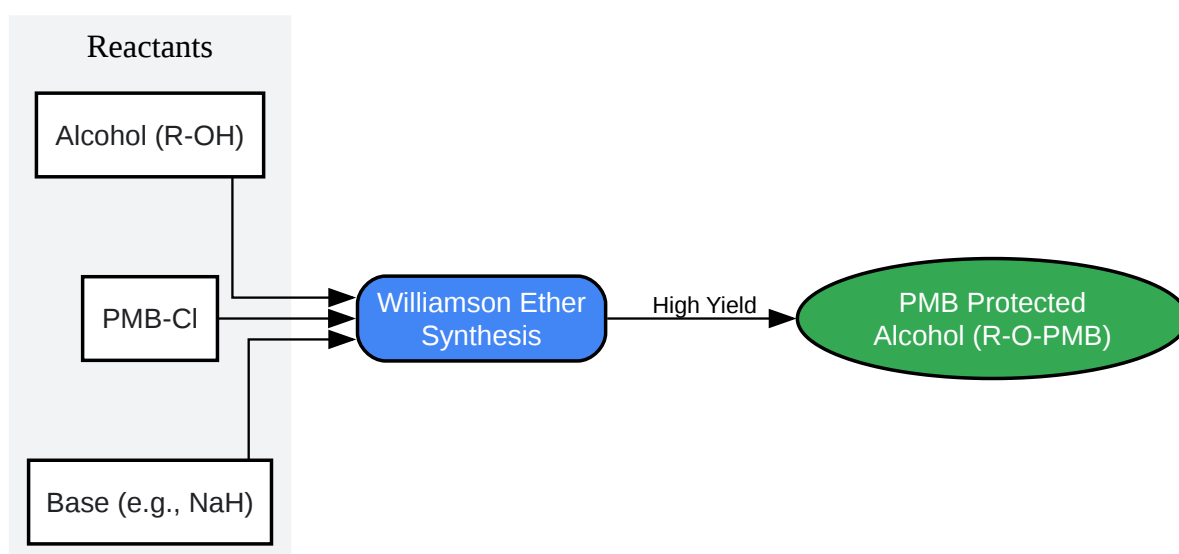 Reactants
Alcohol (R-OH)
PMB-Cl
Base (e.g., NaH)
Williamson Ether
Synthesis
High Yield
PMB Protected
Alcohol (R-O-PMB)